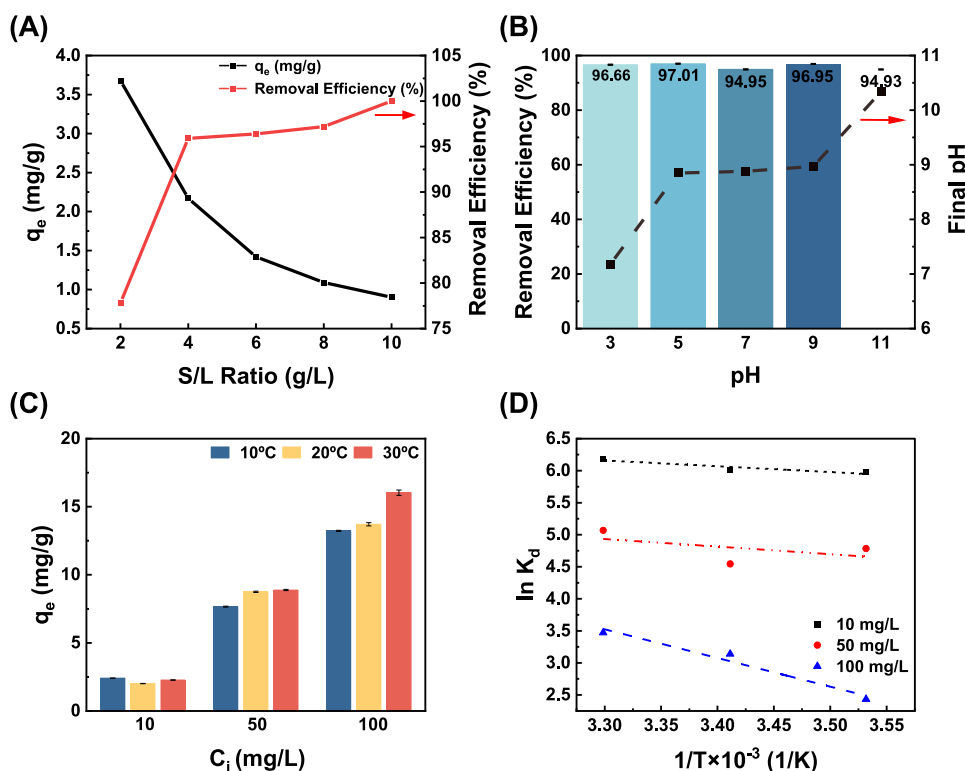 (A)
4.0
3.5
3.0
2.5
2.0
1.5
1.0
0.5
qe (mg/g)
qe (mg/g)
Removal Efficiency (%)
105
100
95
90
85
80
75
Removal Efficiency (%)
2 4 6 8 10
S/L Ratio (g/L)
(B)
100
80
60
40
20
0
Removal Efficiency (%)
96.66 97.01 94.95 96.95 94.93
11
10
9
8
7
6
Final pH
3 5 7 9 11
pH
(C)
20
15
10
5
0
qe (mg/g)
10ºC 20ºC 30ºC
10 50 100
Ci (mg/L)
(D)
6.5
6.0
5.5
5.0
4.5
4.0
3.5
3.0
2.5
ln Kd
10 mg/L
50 mg/L
100 mg/L
3.30 3.35 3.40 3.45 3.50 3.55
1/T×10-3 (1/K)